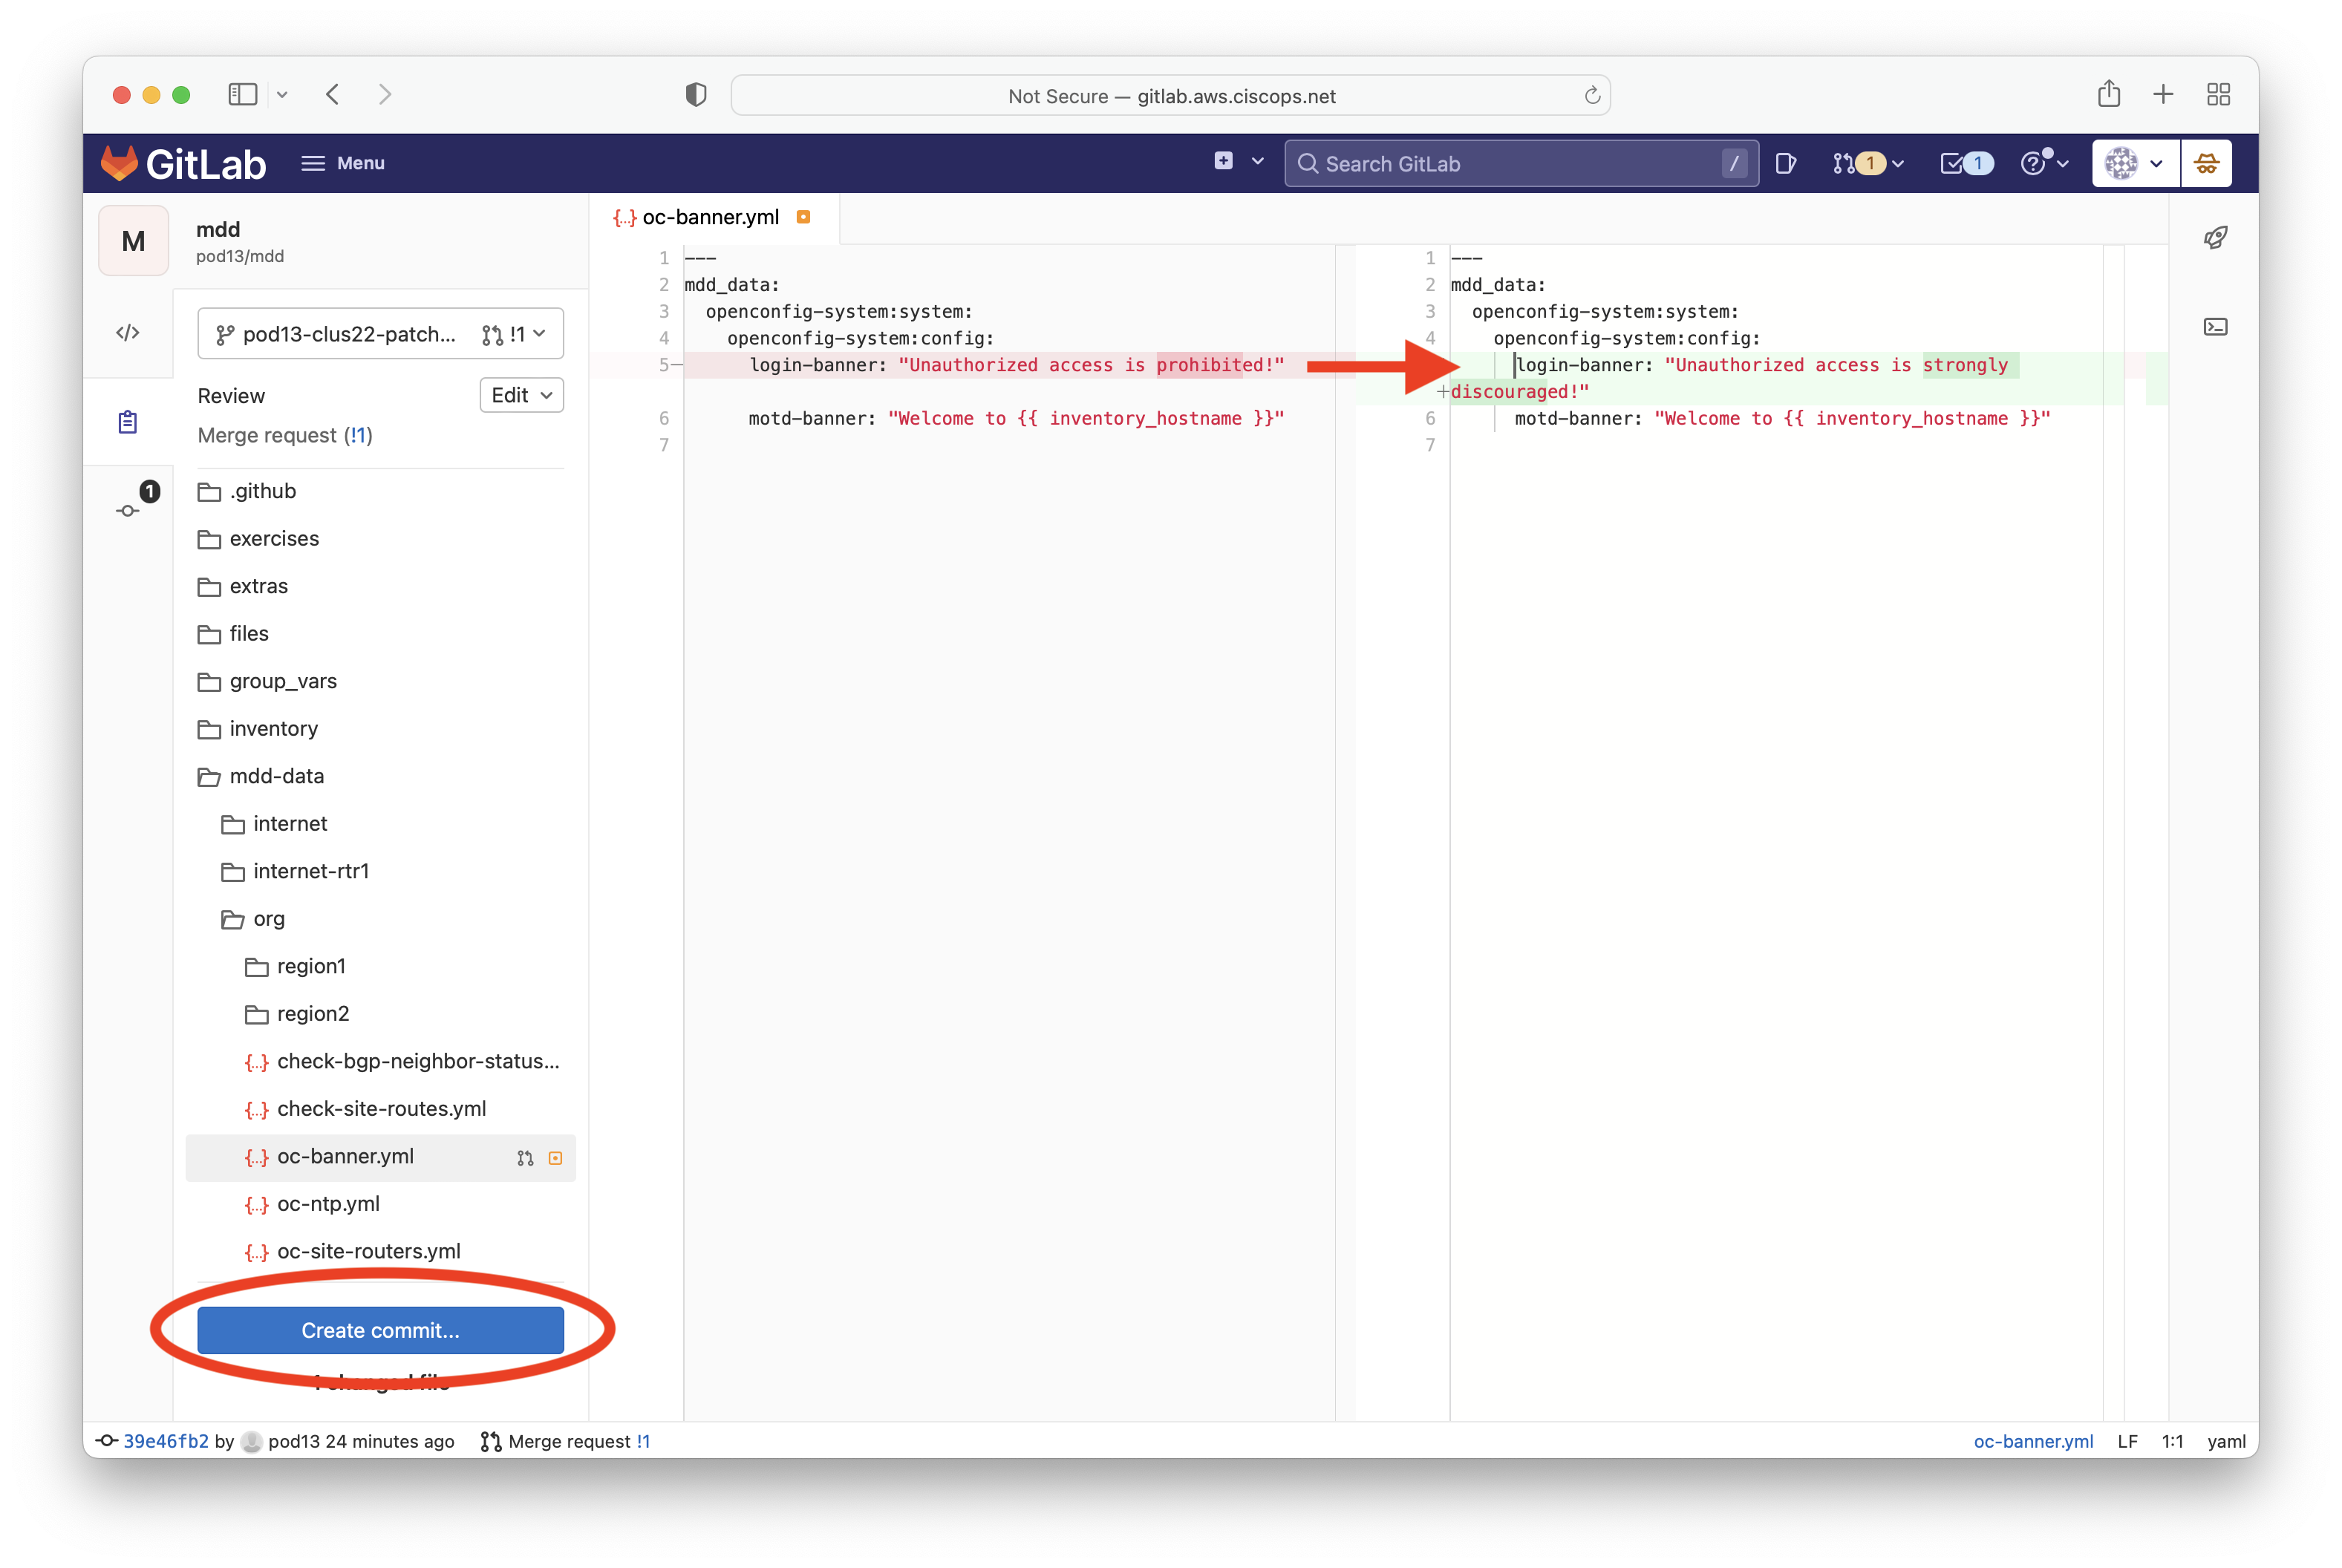 Not Secure — gitlab.aws.ciscops.net
GitLab
Menu
Search GitLab
/
1
1
M
mdd
pod13/mdd
pod13-clus22-patch...
!1
Review
Edit
Merge request (!1)
1
.github
exercises
extras
files
group_vars
inventory
mdd-data
internet
internet-rtr1
org
region1
region2
{..} check-bgp-neighbor-status...
{..} check-site-routes.yml
{..} oc-banner.yml
{..} oc-ntp.yml
{..} oc-site-routers.yml
Create commit...
1 changed file
{..} oc-banner.yml
1 ---
2 mdd_data:
3 openconfig-system:system:
4 openconfig-system:config:
5— login-banner: "Unauthorized access is prohibited!"
6 motd-banner: "Welcome to {{ inventory_hostname }}"
7
1 ---
2 mdd_data:
3 openconfig-system:system:
4 openconfig-system:config:
login-banner: "Unauthorized access is strongly
+discouraged!"
6 motd-banner: "Welcome to {{ inventory_hostname }}"
7
39e46fb2 by pod13 24 minutes ago
Merge request !1
oc-banner.yml LF 1:1 yaml